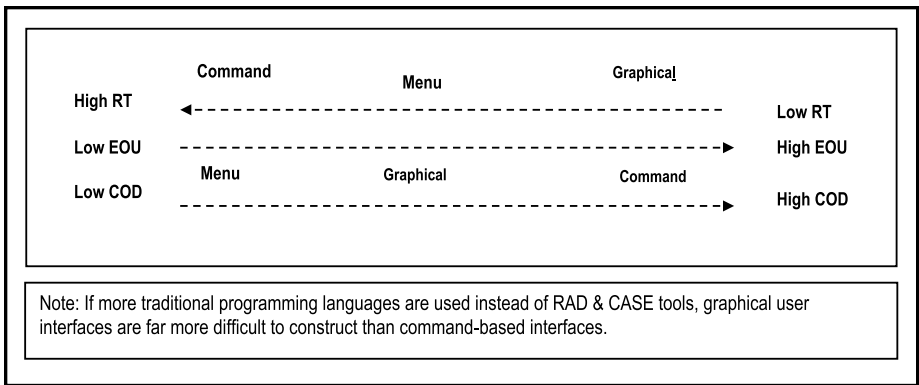 Command Menu Graphical
High RT Low RT
Low EOU High EOU
Menu Graphical Command
Low COD High COD
Note: If more traditional programming languages are used instead of RAD & CASE tools, graphical user
interfaces are far more difficult to construct than command-based interfaces.